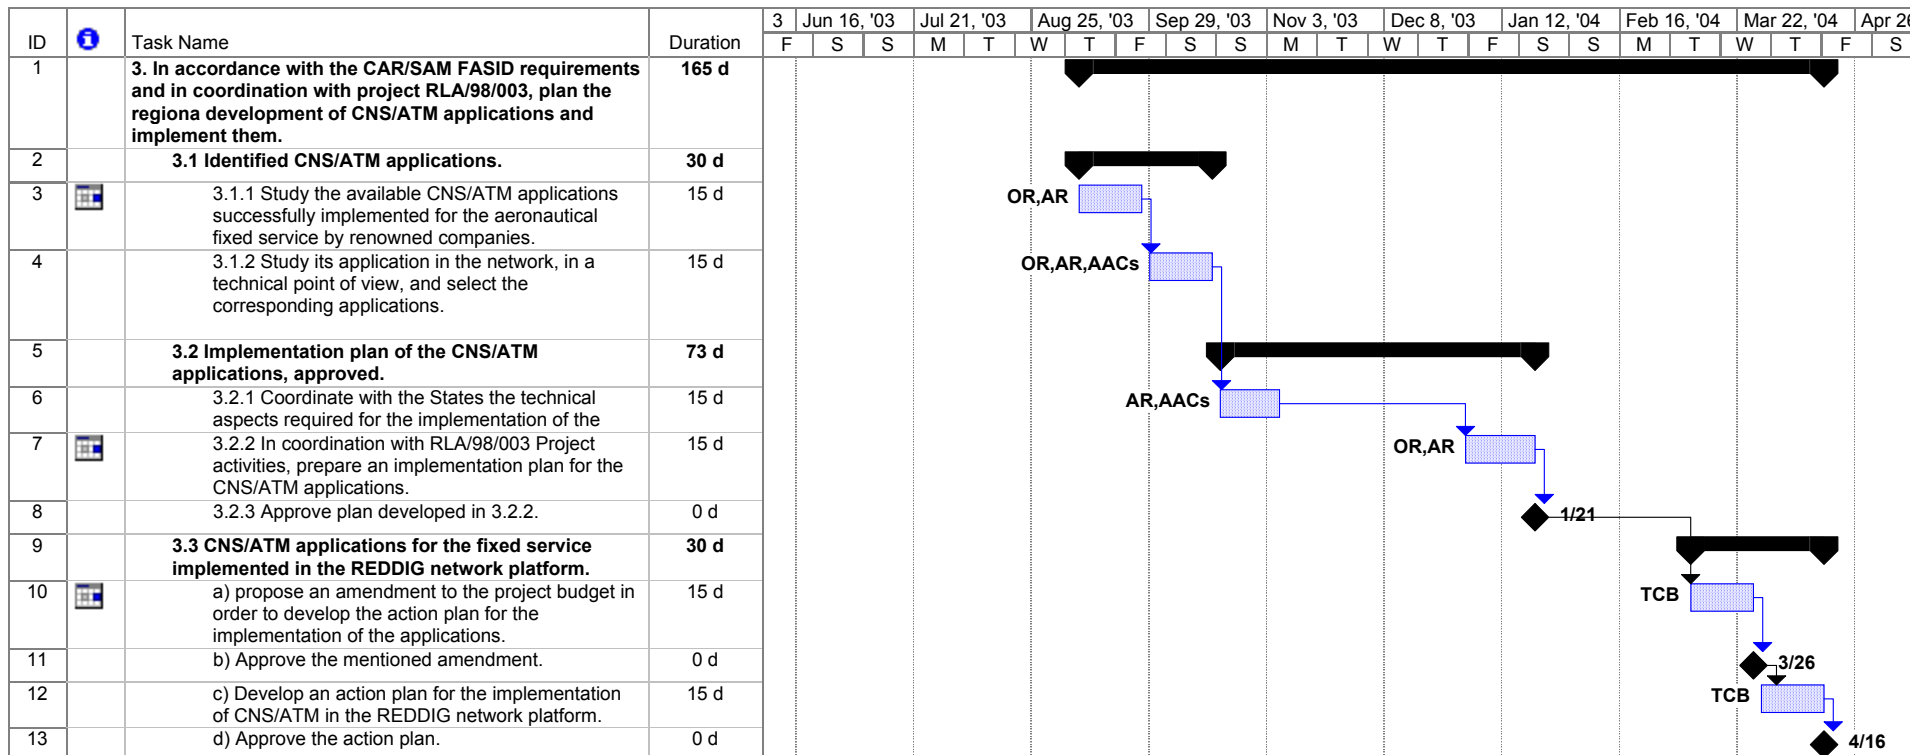 3 Jun 16, '03 Jul 21, '03 Aug 25, '03 Sep 29, '03 Nov 3, '03 Dec 8, '03 Jan 12, '04 Feb 16, '04 Mar 22, '04 Apr 26
ID i Task Name Duration F S S M T W T F S S M T W T F S S M T W T F S
1 3. In accordance with the CAR/SAM FASID requirements 165 d
and in coordination with project RLA/98/003, plan the
regiona development of CNS/ATM applications and
implement them.
2 3.1 Identified CNS/ATM applications. 30 d
3 3.1.1 Study the available CNS/ATM applications 15 d OR,AR
successfully implemented for the aeronautical
fixed service by renowned companies.
4 3.1.2 Study its application in the network, in a 15 d OR,AR,AACs
technical point of view, and select the
corresponding applications.
5 3.2 Implementation plan of the CNS/ATM 73 d
applications, approved.
6 3.2.1 Coordinate with the States the technical 15 d AR,AACs
aspects required for the implementation of the
7 3.2.2 In coordination with RLA/98/003 Project 15 d OR,AR
activities, prepare an implementation plan for the
CNS/ATM applications.
8 3.2.3 Approve plan developed in 3.2.2. 0 d 1/21
9 3.3 CNS/ATM applications for the fixed service 30 d
implemented in the REDDIG network platform.
10 a) propose an amendment to the project budget in 15 d TCB
order to develop the action plan for the
implementation of the applications.
11 b) Approve the mentioned amendment. 0 d 3/26
12 c) Develop an action plan for the implementation 15 d TCB
of CNS/ATM in the REDDIG network platform.
13 d) Approve the action plan. 0 d 4/16